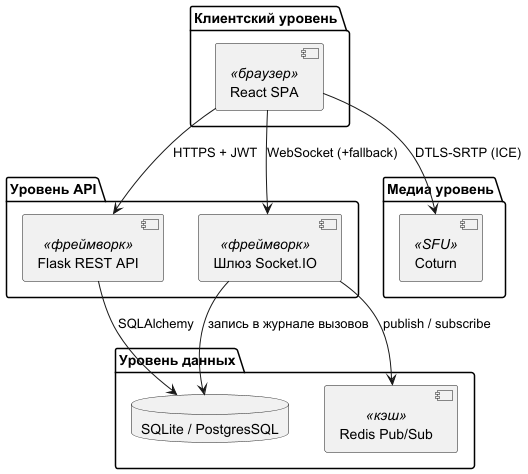 Клиентский уровень
«браузер»
React SPA
HTTPS + JWT
WebSocket (+fallback)
DTLS-SRTP (ICE)
Уровень API
Медиа уровень
«фреймворк»
Flask REST API
«фреймворк»
Шлюз Socket.IO
«SFU»
Coturn
SQLAlchemy
запись в журнале вызовов
publish / subscribe
Уровень данных
SQLite / PostgresSQL
«кэш»
Redis Pub/Sub